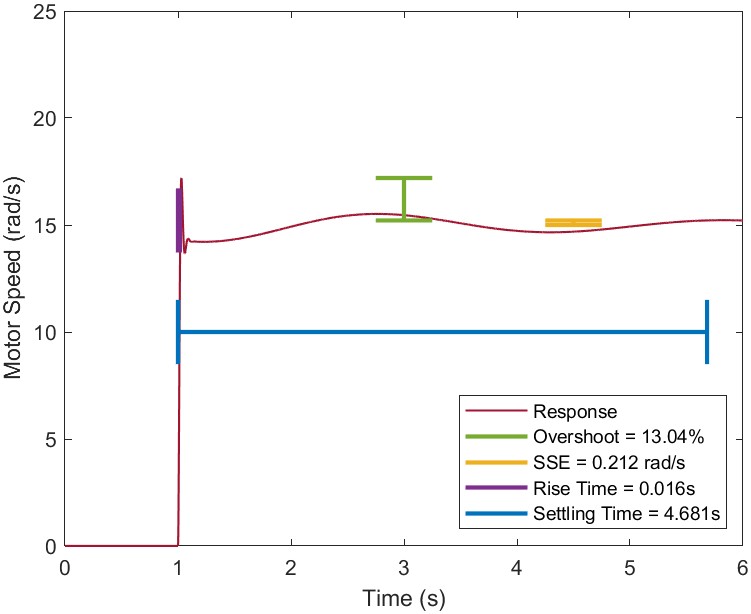 25
20
15
10
5
0
Motor Speed (rad/s)
Response
Overshoot = 13.04%
SSE = 0.212 rad/s
Rise Time = 0.016s
Settling Time = 4.681s
0 1 2 3 4 5 6
Time (s)